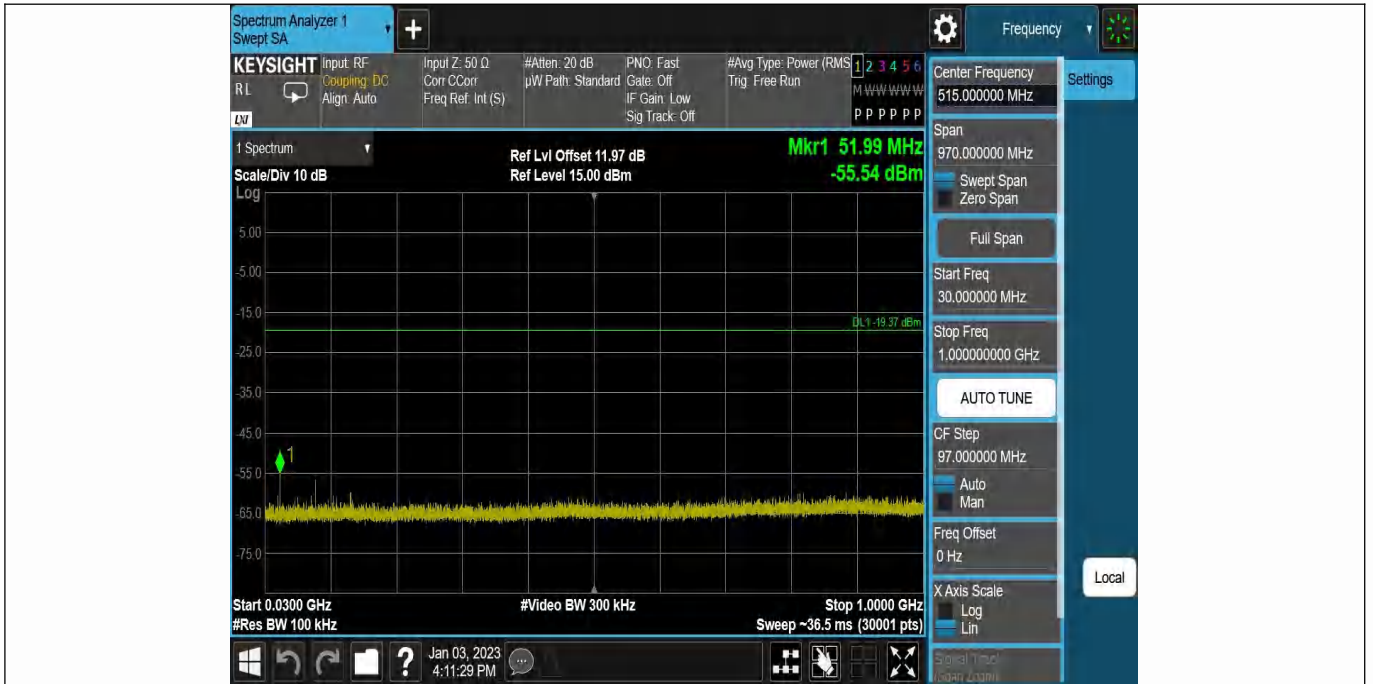 Spectrum Analyzer 1
Swept SA
+
Frequency
KEYSIGHT
RL
LXI
Input: RF
Coupling: DC
Align: Auto
Input Z: 50 Ω
Corr CCorr
Freq Ref: Int (S)
#Atten: 20 dB
µW Path: Standard
PNO: Fast
Gate: Off
IF Gain: Low
Sig Track: Off
#Avg Type: Power (RMS
Trig: Free Run
1 2 3 4 5 6
M W W W W W
P P P P P P
1 Spectrum
Scale/Div 10 dB
Ref Lvl Offset 11.97 dB
Ref Level 15.00 dBm
Mkr1 51.99 MHz
-55.54 dBm
Log
5.00
-5.00
-15.0
DL1 -19.37 dBm
-25.0
-35.0
-45.0
1
-55.0
-65.0
-75.0
Start 0.0300 GHz
#Res BW 100 kHz
#Video BW 300 kHz
Stop 1.0000 GHz
Sweep ~36.5 ms (30001 pts)
Center Frequency
515.000000 MHz
Settings
Span
970.000000 MHz
Swept Span
Zero Span
Full Span
Start Freq
30.000000 MHz
Stop Freq
1.000000000 GHz
AUTO TUNE
CF Step
97.000000 MHz
Auto
Man
Freq Offset
0 Hz
X Axis Scale
Log
Lin
Signal Track
(Span Zoom)
Local
?
Jan 03, 2023
4:11:29 PM